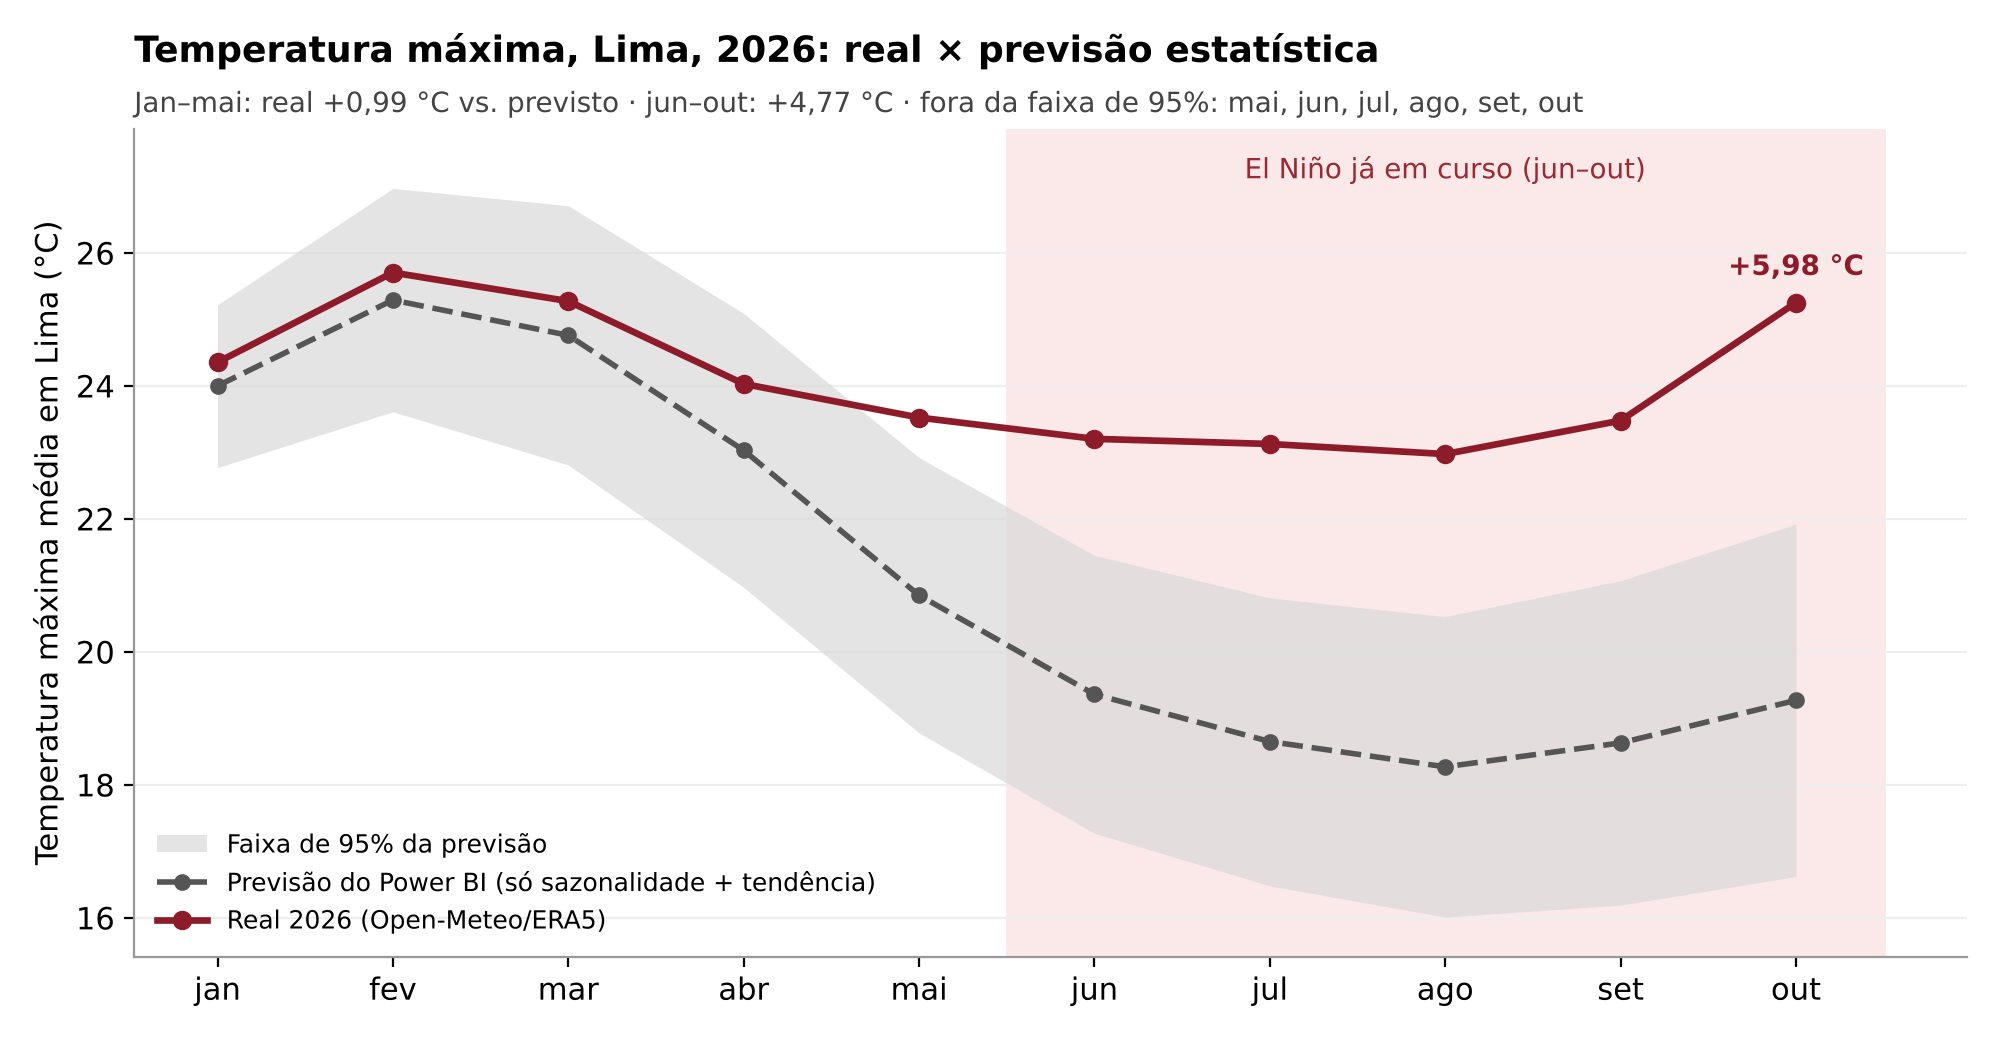 Temperatura máxima, Lima, 2026: real × previsão estatística
Jan–mai: real +0,99 °C vs. previsto · jun–out: +4,77 °C · fora da faixa de 95%: mai, jun, jul, ago, set, out
El Niño já em curso (jun–out)
+5,98 °C
Temperatura máxima média em Lima (°C)
26
24
22
20
18
16
Faixa de 95% da previsão
Previsão do Power BI (só sazonalidade + tendência)
Real 2026 (Open-Meteo/ERA5)
jan fev mar abr mai jun jul ago set out